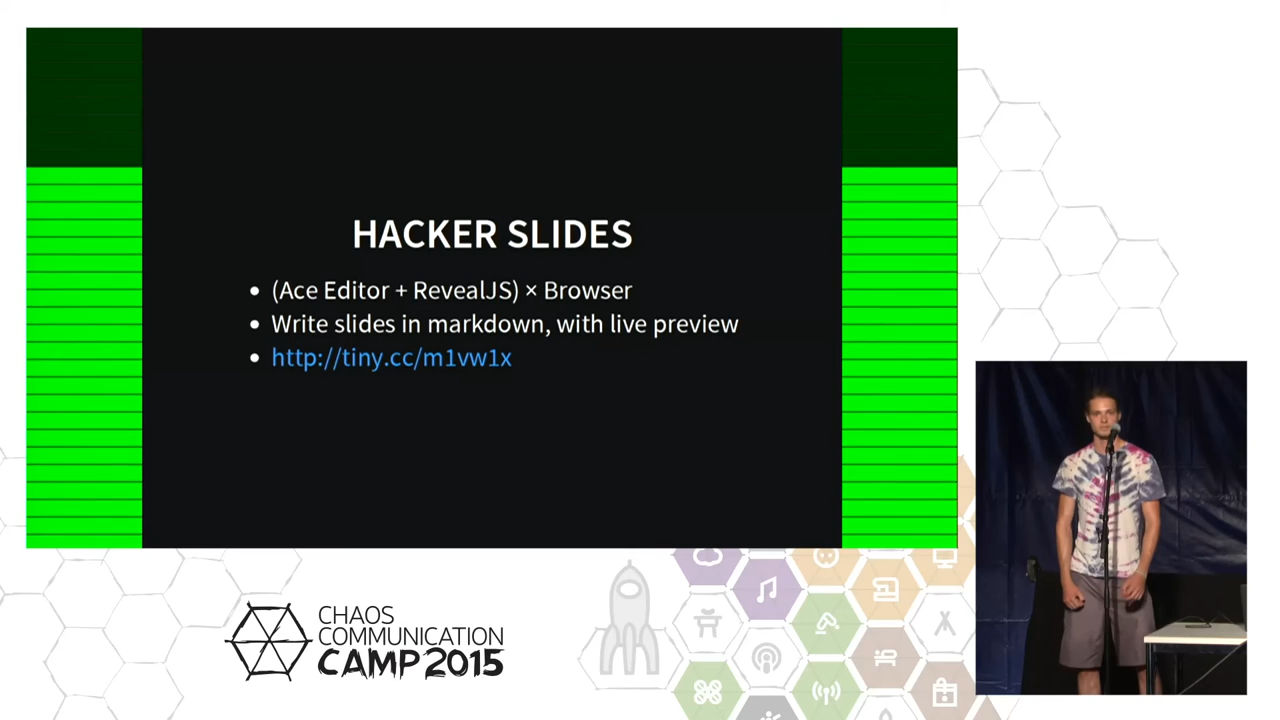 HACKER SLIDES
(Ace Editor + RevealJS) × Browser
Write slides in markdown, with live preview
http://tiny.cc/m1vw1x
CHAOS
COMMUNICATION
CAMP 2015